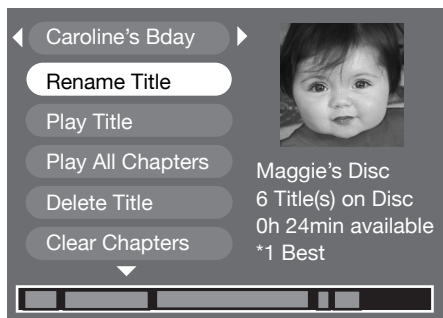 Caroline's Bday
Rename Title
Play Title
Play All Chapters
Delete Title
Clear Chapters
Maggie's Disc
6 Title(s) on Disc
0h 24min available
*1 Best